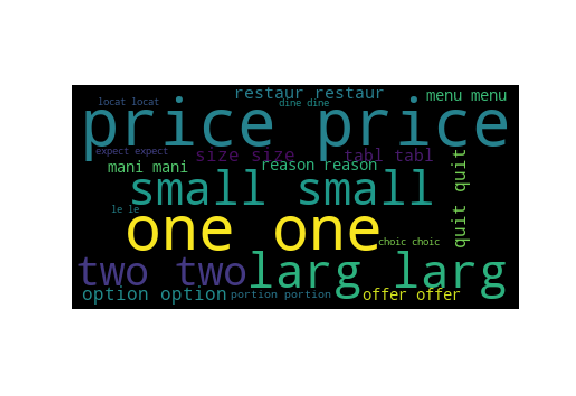 restaur restaur
menu menu
locat locat
dine dine
price price
expect expect
size size
tabl tabl
mani mani
reason reason
quit quit
small small
le le
one one
choic choic
two two
larg larg
option option
portion portion
offer offer